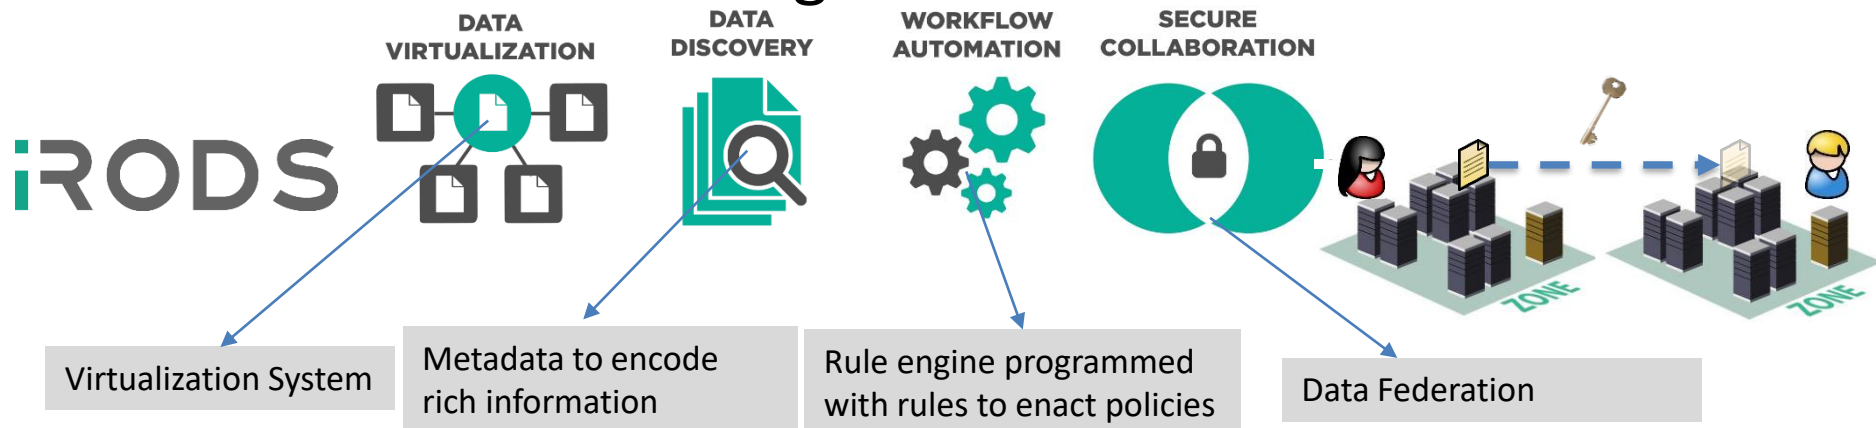 DATA
VIRTUALIZATION
DATA
DISCOVERY
WORKFLOW
AUTOMATION
SECURE
COLLABORATION
iRODS
ZONE
ZONE
Virtualization System
Metadata to encode
rich information
Rule engine programmed
with rules to enact policies
Data Federation